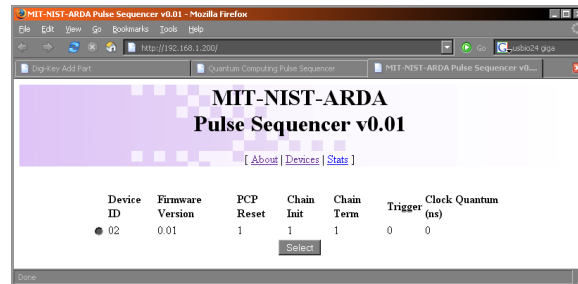 MIT-NIST-ARDA Pulse Sequencer v0.01 - Mozilla Firefox
File Edit View Go Bookmarks Tools Help
http://192.168.1.200/ Go usbio24 giga
Digi-Key Add Part Quantum Computing Pulse Sequencer MIT-NIST-ARDA Pulse Sequencer v0....
MIT-NIST-ARDA
Pulse Sequencer v0.01
[ About | Devices | Stats ]
Device ID Firmware Version PCP Reset Chain Init Chain Term Trigger Clock Quantum (ns)
02 0.01 1 1 1 0 0
Select
Done